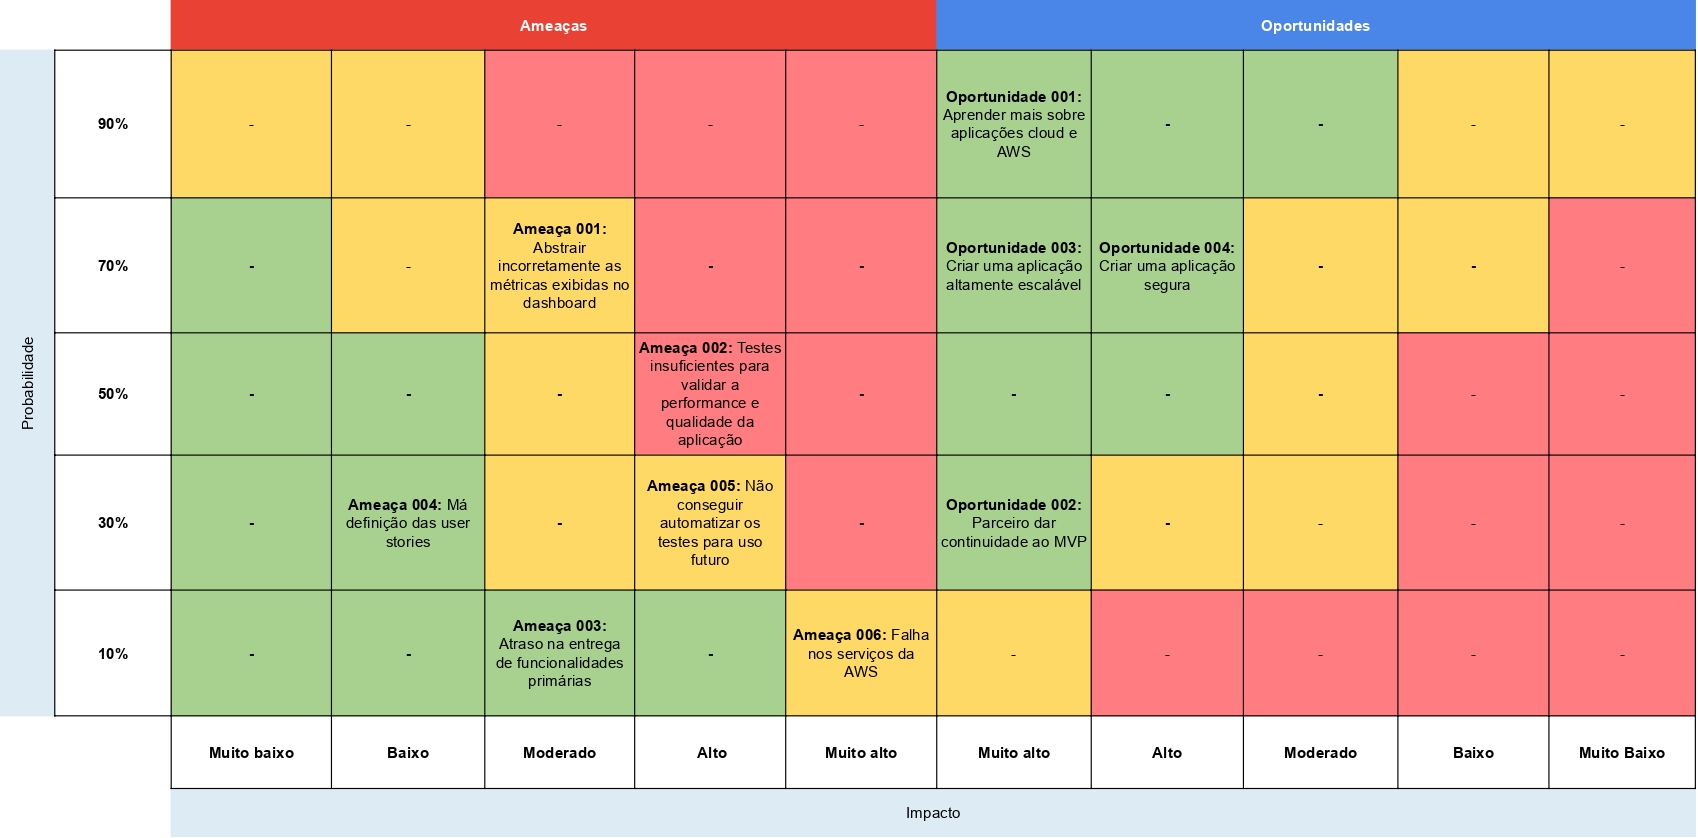 Ameaças
Oportunidades
Probabilidade
90%
-
-
-
-
-
Oportunidade 001:
Aprender mais sobre
aplicações cloud e
AWS
-
-
-
-
70%
-
-
Ameaça 001:
Abstrair
incorretamente as
métricas exibidas no
dashboard
-
-
Oportunidade 003:
Criar uma aplicação
altamente escalável
Oportunidade 004:
Criar uma aplicação
segura
-
-
-
50%
-
-
-
Ameaça 002: Testes
insuficientes para
validar a
performance e
qualidade da
aplicação
-
-
-
-
-
-
30%
-
Ameaça 004: Má
definição das user
stories
-
Ameaça 005: Não
conseguir
automatizar os
testes para uso
futuro
-
Oportunidade 002:
Parceiro dar
continuidade ao MVP
-
-
-
-
10%
-
-
Ameaça 003:
Atraso na entrega
de funcionalidades
primárias
-
Ameaça 006: Falha
nos serviços da
AWS
-
-
-
-
-
Muito baixo
Baixo
Moderado
Alto
Muito alto
Muito alto
Alto
Moderado
Baixo
Muito Baixo
Impacto